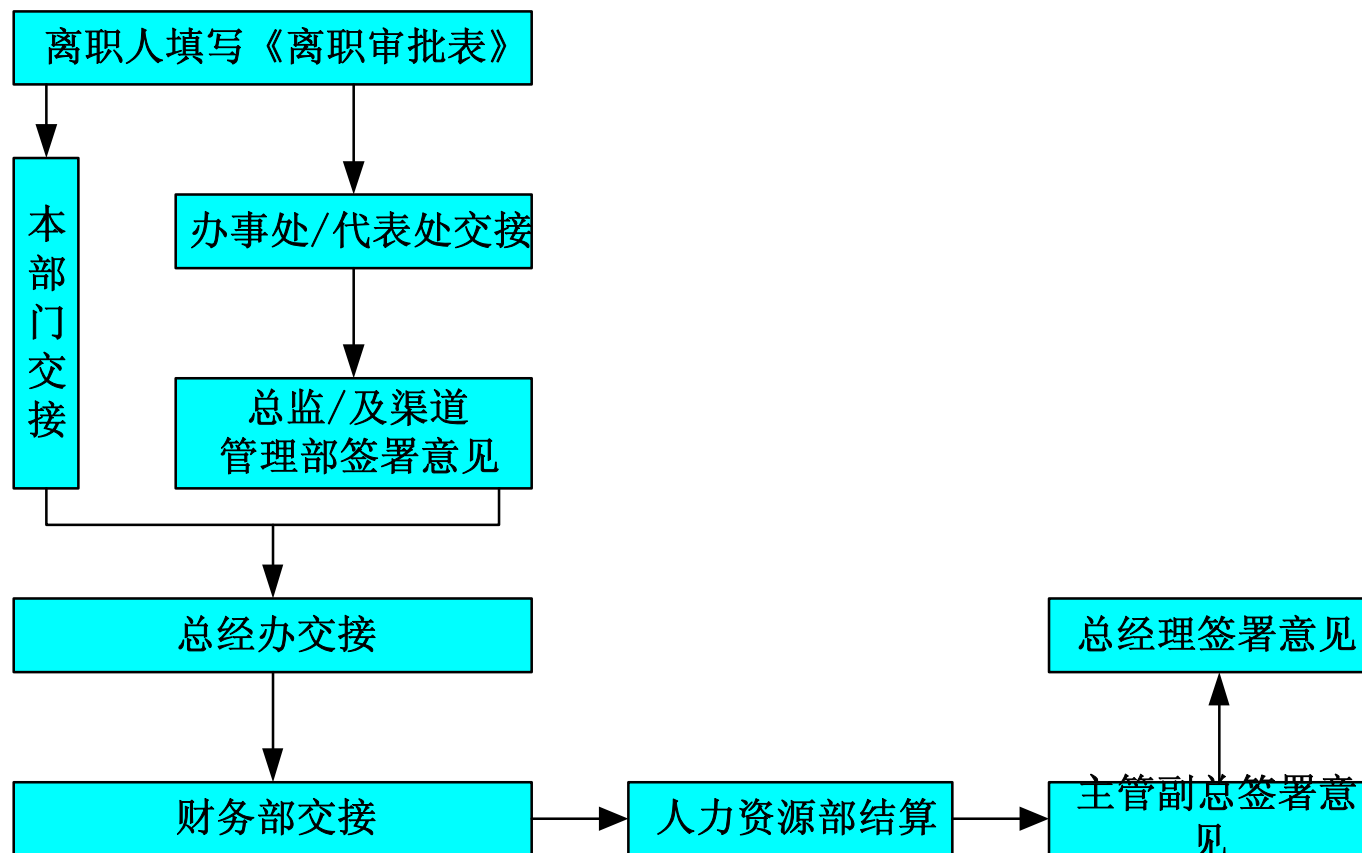 离职人填写《离职审批表》
本
部
门
交
接
办事处/代表处交接
总监/及渠道
管理部签署意见
总经办交接
总经理签署意见
财务部交接
人力资源部结算
主管副总签署意
见